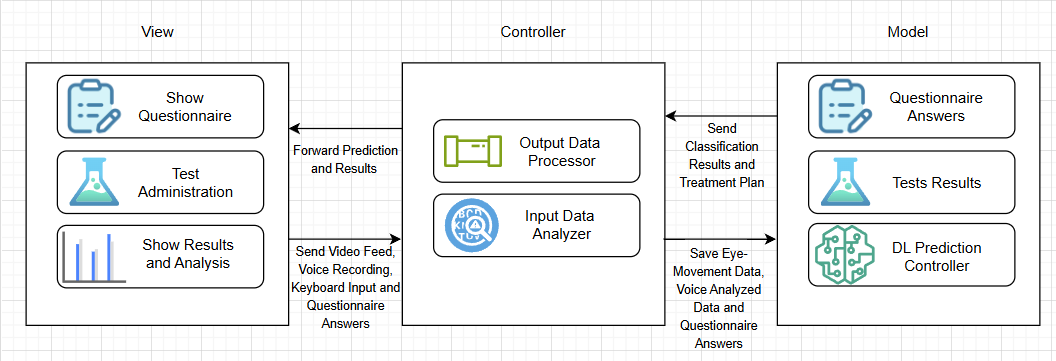 View
Controller
Model
Show
Questionnaire
Test
Administration
Show Results
and Analysis
Forward Prediction
and Results
Send Video Feed,
Voice Recording,
Keyboard Input and
Questionnaire
Answers
Output Data
Processor
Input Data
Analyzer
Send
Classification
Results and
Treatment Plan
Save Eye-
Movement Data,
Voice Analyzed
Data and
Questionnaire
Answers
Questionnaire
Answers
Tests Results
DL Prediction
Controller